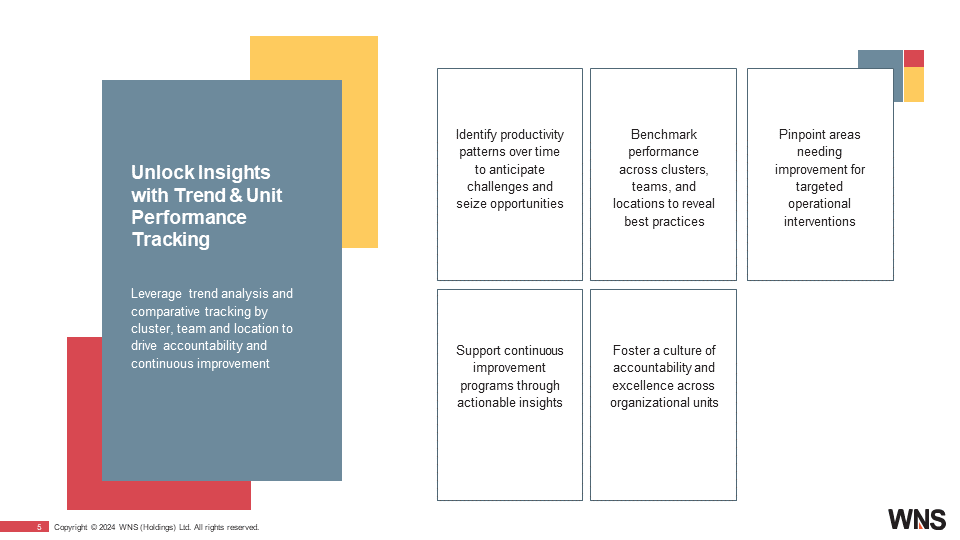 Unlock Insights
with Trend & Unit
Performance
Tracking
Leverage trend analysis and
comparative tracking by
cluster, team and location to
drive accountability and
continuous improvement
Identify productivity
patterns over time
to anticipate
challenges and
seize opportunities
Benchmark
performance
across clusters,
teams, and
locations to reveal
best practices
Pinpoint areas
needing
improvement for
targeted
operational
interventions
Support continuous
improvement
programs through
actionable insights
Foster a culture of
accountability and
excellence across
organizational units
5
Copyright © 2024 WNS (Holdings) Ltd. All rights reserved.
WNS